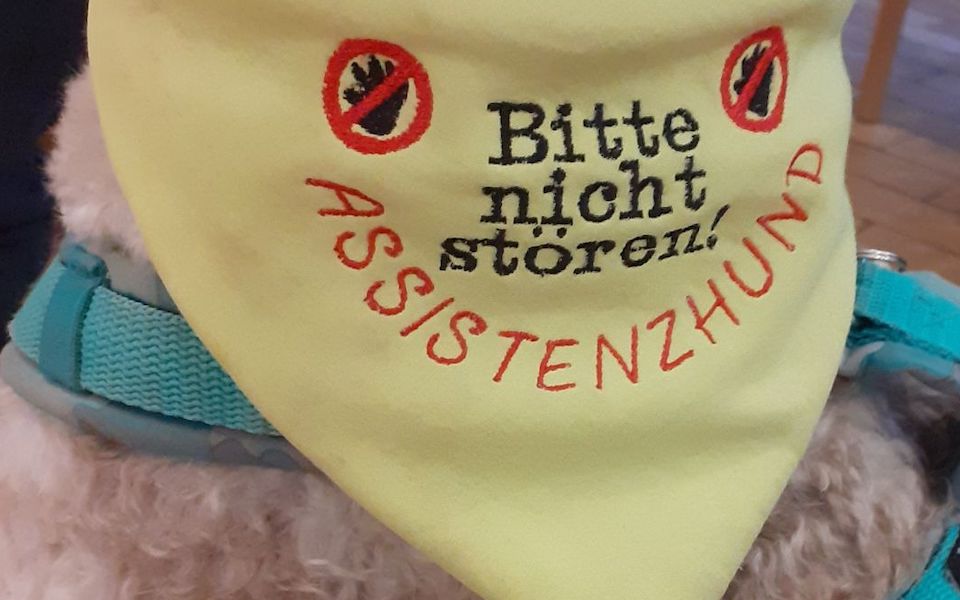 Bitte
nicht
stören!
ASSISTENZHUND